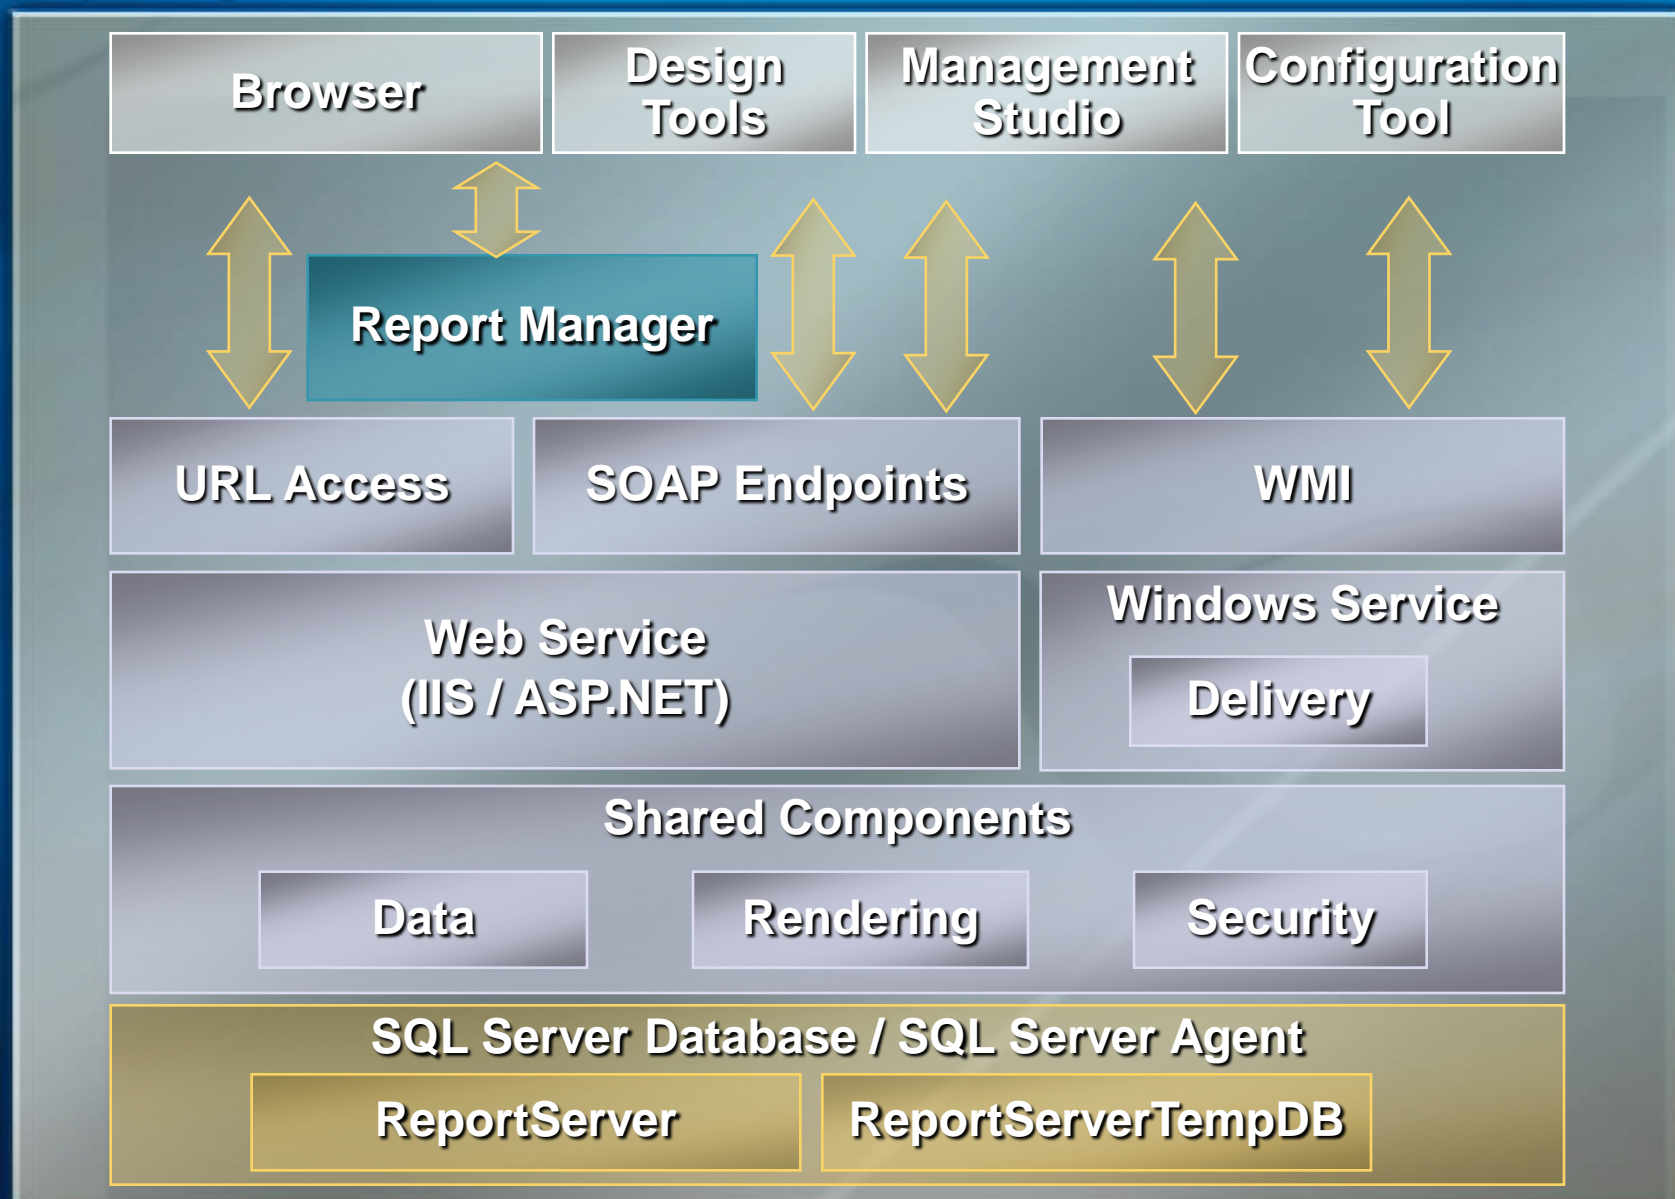 Browser
Design
Tools
Management
Studio
Configuration
Tool
Report Manager
URL Access
SOAP Endpoints
WMI
Web Service
(IIS / ASP.NET)
Windows Service
Delivery
Shared Components
Data
Rendering
Security
SQL Server Database / SQL Server Agent
ReportServer
ReportServerTempDB